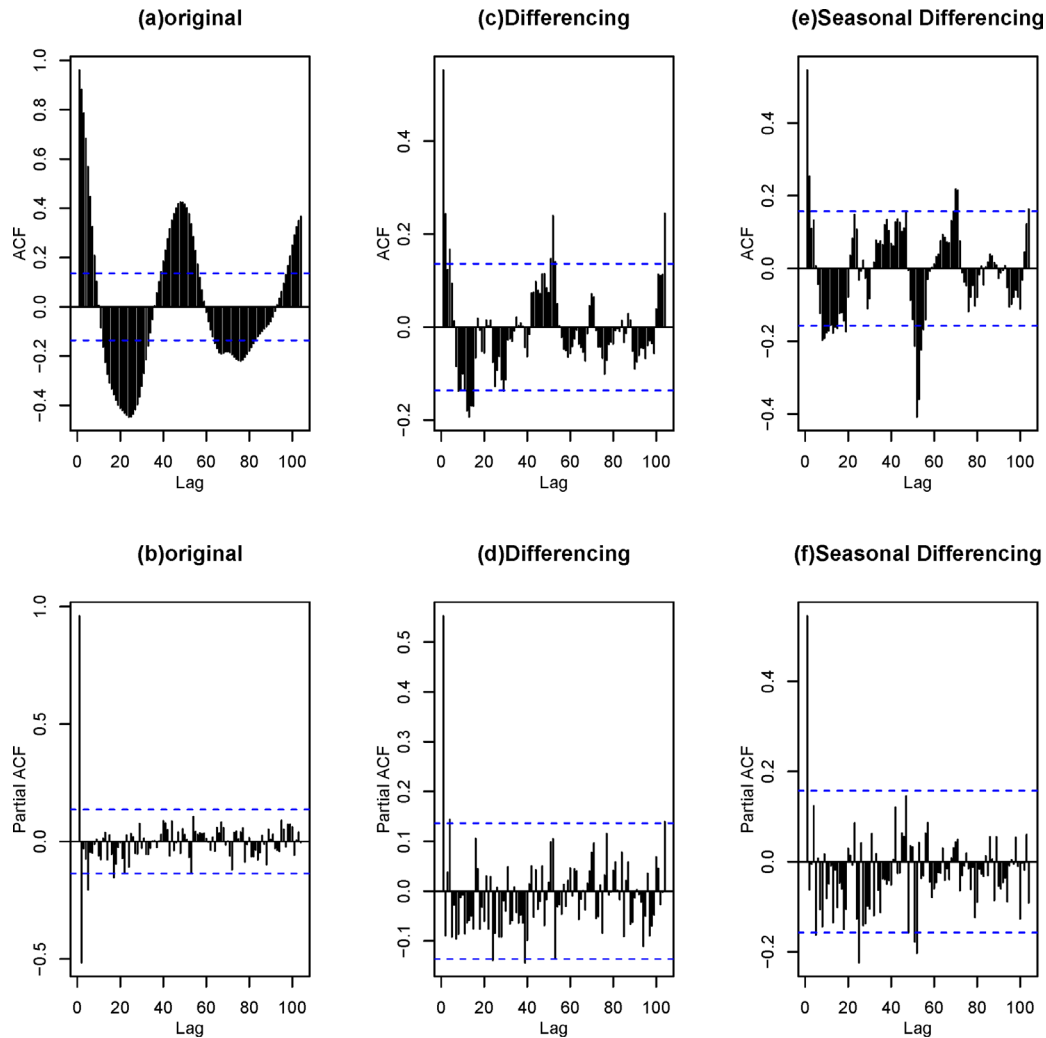 (a)original
(c)Differencing
(e)Seasonal Differencing
ACF
1.0
0.8
0.6
0.4
0.2
0.0
−0.2
−0.4
0 20 40 60 80 100
Lag
ACF
0.4
0.2
0.0
−0.2
0 20 40 60 80 100
Lag
ACF
0.4
0.2
0.0
−0.2
−0.4
0 20 40 60 80 100
Lag
(b)original
(d)Differencing
(f)Seasonal Differencing
Partial ACF
1.0
0.5
0.0
−0.5
0 20 40 60 80 100
Lag
Partial ACF
0.5
0.4
0.3
0.2
0.1
0.0
−0.1
0 20 40 60 80 100
Lag
Partial ACF
0.4
0.2
0.0
−0.2
0 20 40 60 80 100
Lag